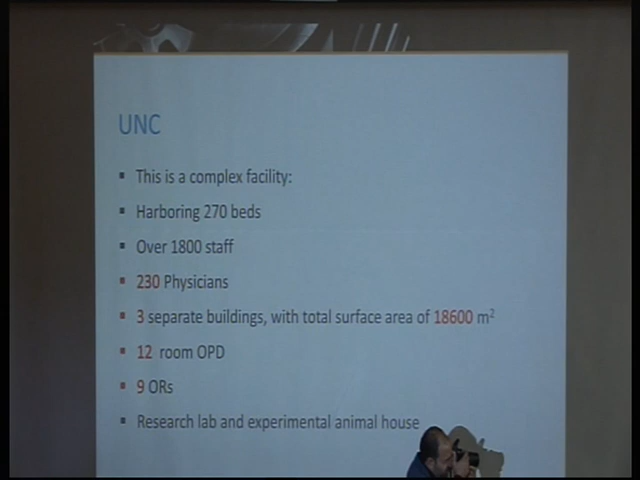 UNC
This is a complex facility:
Harboring 270 beds
Over 1800 staff
230 Physicians
3 separate buildings, with total surface area of 18600 m²
12 room OPD
9 ORs
Research lab and experimental animal house